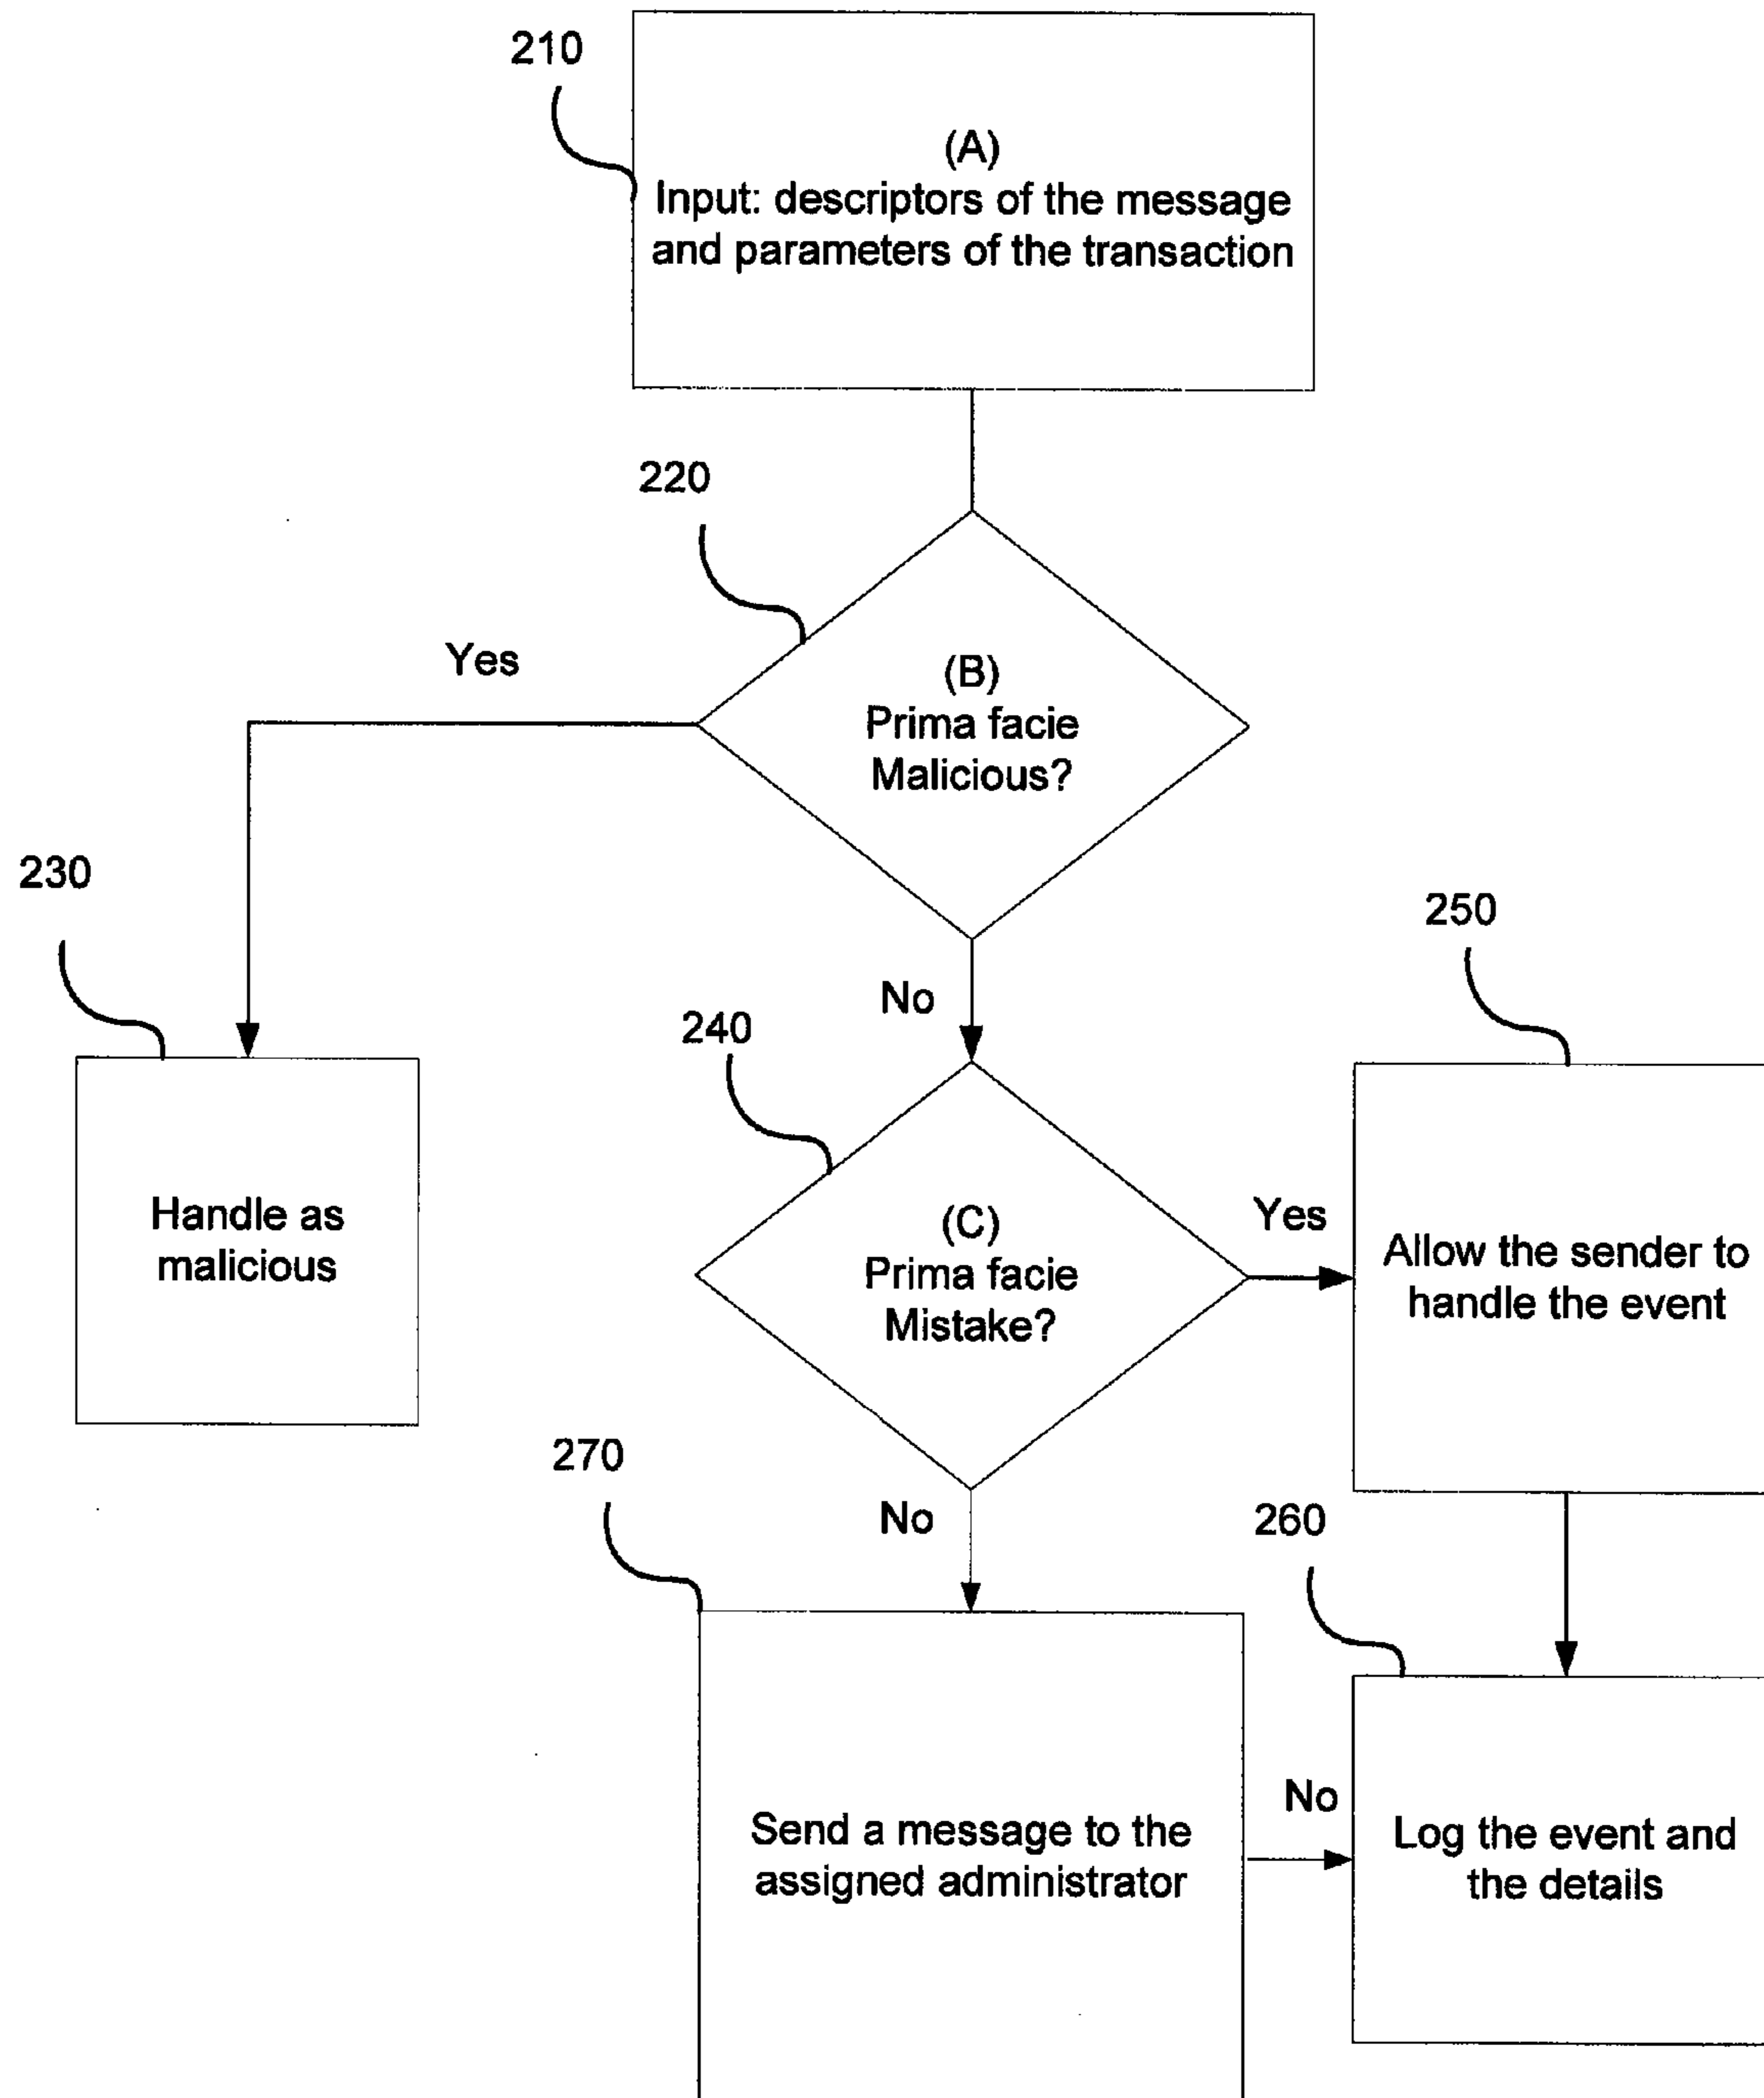 210
(A)
Input: descriptors of the message
and parameters of the transaction
220
Yes
(B)
Prima facie
Malicious?
230
250
No
240
Handle as
malicious
(C)
Prima facie
Mistake?
Yes
Allow the sender to
handle the event
270
No
260
Send a message to the
assigned administrator
No
Log the event and
the details